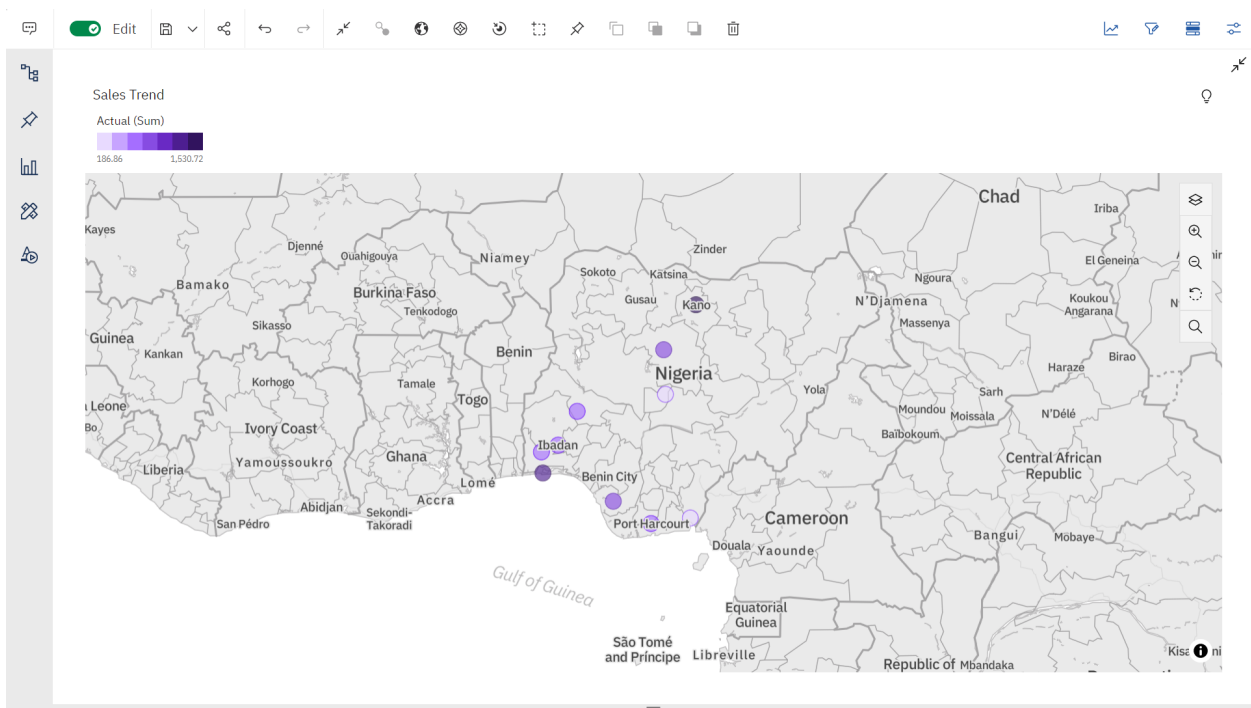 Edit
Sales Trend
Actual (Sum)
186.86 1,530.72
Chad
Iriba
Kayes
Djenné
Zinder
Ouahigouya
Niamey
El Geneina
Sokoto
Katsina
Ngoura
Bamako
Burkina Faso
Gusau
Kano
N'Djamena
Koukou
Angarana
Tenkodogo
Sikasso
Massenya
Guinea
Kankan
Benin
Birao
Haraze
Nigeria
Korhogo
Tamale
Yola
Sarh
Togo
Leone
Moundou
Moissala
N'Délé
Bo
Ivory Coast
Baïbokoum
Ibadan
Ghana
Central African
Republic
Yamoussoukro
Liberia
Benin City
Lomé
Accra
Abidjan
Sekondi-
Takoradi
San Pédro
Port Harcourt
Cameroon
Bangui
Mobaye
Douala
Yaounde
Gulf of Guinea
Equatorial
Guinea
São Tomé
and Príncipe
Libreville
Republic of
Mbandaka